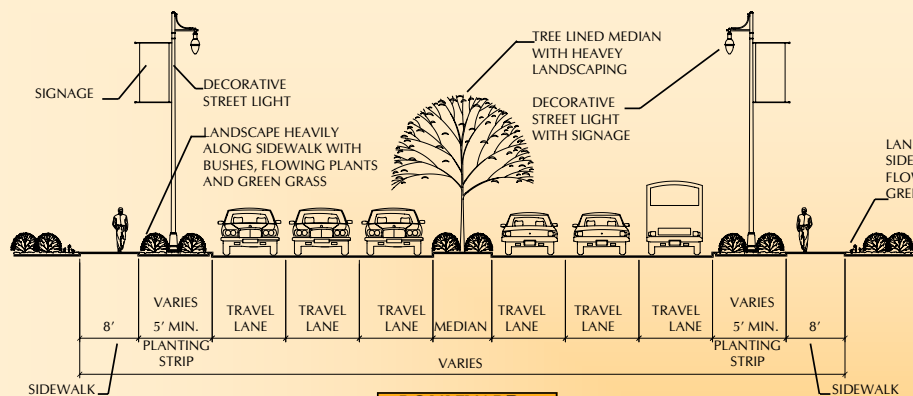 TREE LINED MEDIAN
WITH HEAVEY
LANDSCAPING
SIGNAGE
DECORATIVE
STREET LIGHT
DECORATIVE
STREET LIGHT
WITH SIGNAGE
LANDSCAPE HEAVILY
ALONG SIDEWALK WITH
BUSHES, FLOWING PLANTS
AND GREEN GRASS
8'
VARIES
5' MIN.
PLANTING
STRIP
TRAVEL
LANE
TRAVEL
LANE
TRAVEL
LANE
MEDIAN
TRAVEL
LANE
TRAVEL
LANE
TRAVEL
LANE
VARIES
5' MIN.
PLANTING
STRIP
8'
VARIES
SIDEWALK
SIDEWALK